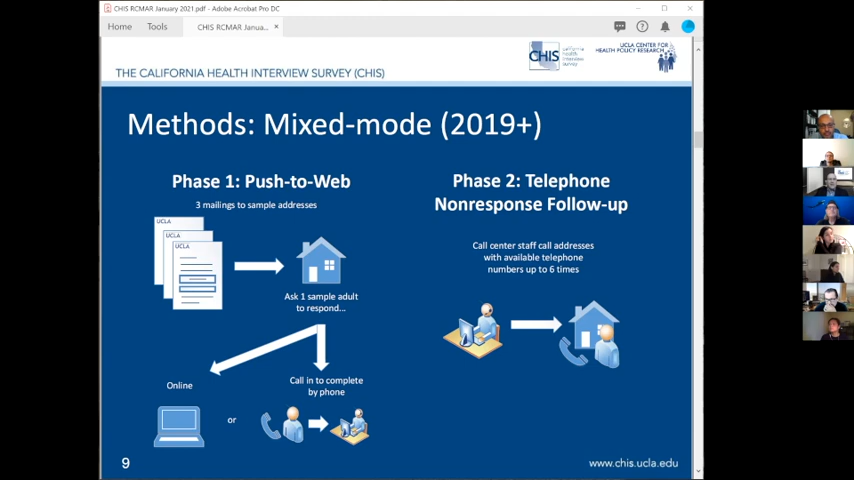 CHIS RCMAR January 2021.pdf - Adobe Acrobat Pro DC
Home
Tools
CHIS RCMAR Janua...
CHIS
california
health
interview
survey
UCLA CENTER FOR
HEALTH POLICY RESEARCH
THE CALIFORNIA HEALTH INTERVIEW SURVEY (CHIS)
Methods: Mixed-mode (2019+)
Phase 1: Push-to-Web
3 mailings to sample addresses
UCLA
UCLA
UCLA
Ask 1 sample adult
to respond...
Online
or
Call in to complete
by phone
Phase 2: Telephone
Nonresponse Follow-up
Call center staff call addresses
with available telephone
numbers up to 6 times
9
www.chis.ucla.edu